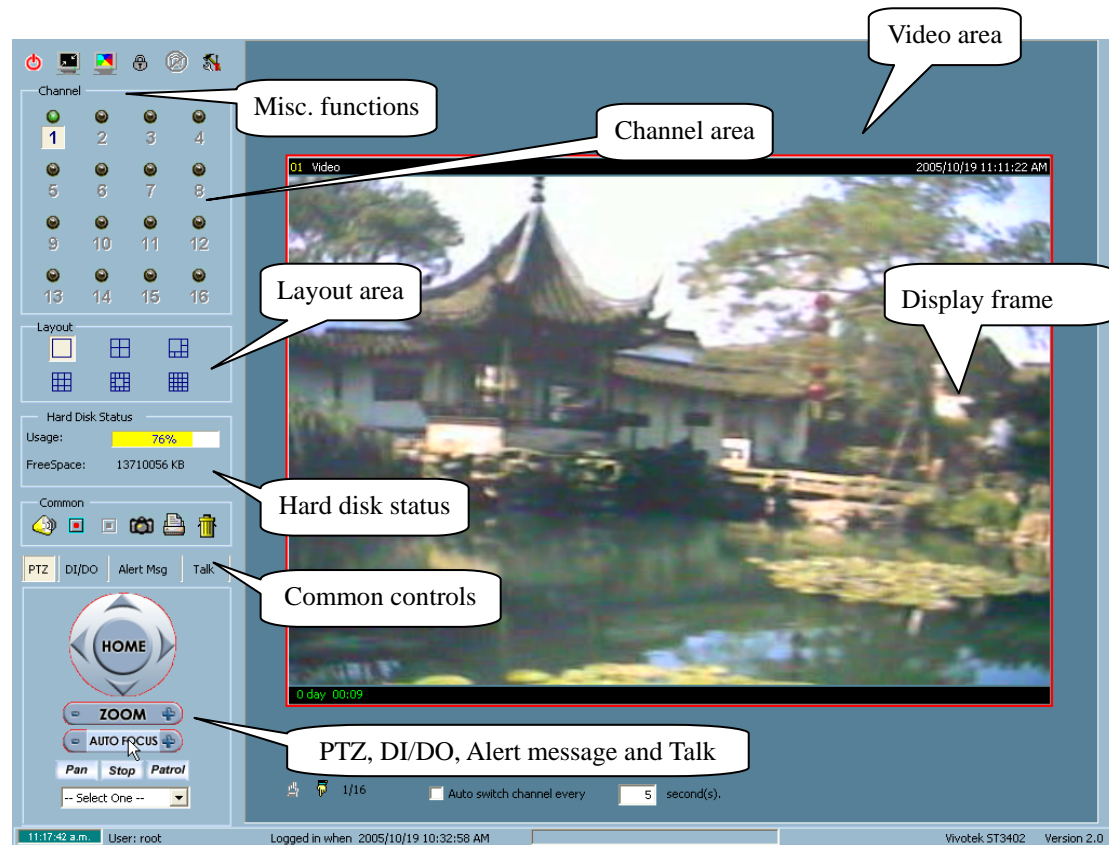 Video area
Channel
Misc. functions
Channel area
1 2 3 4
5 6 7 8
9 10 11 12
13 14 15 16
01 Video 2005/10/19 11:11:22 AM
Layout area
Display frame
Layout
Hard Disk Status
Usage: 76%
FreeSpace: 13710056 KB
Hard disk status
Common
PTZ DI/DO Alert Msg Talk
Common controls
HOME
0 day 00:09
ZOOM
AUTO FOCUS
PTZ, DI/DO, Alert message and Talk
Pan Stop Patrol
-- Select One --
1/16 Auto switch channel every 5 second(s).
11:17:42 a.m. User: root Logged in when 2005/10/19 10:32:58 AM Vivotek ST3402 Version 2.0